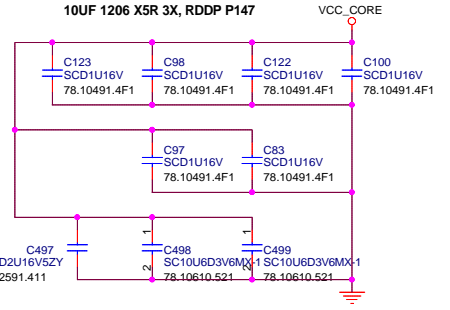 10UF 1206 X5R 3X, RDDP P147
VCC_CORE
C123 C98 C122 C100
SCD1U16V SCD1U16V SCD1U16V SCD1U16V
78.10491.4F1 78.10491.4F1 78.10491.4F1 78.10491.4F1
C97 C83
SCD1U16V SCD1U16V
78.10491.4F1 78.10491.4F1
1 1
C497 C498 C499
D2U16V5ZY SC10U6D3V6MX-1 SC10U6D3V6MX-1
2 2
2591.411 78.10610.521 78.10610.521